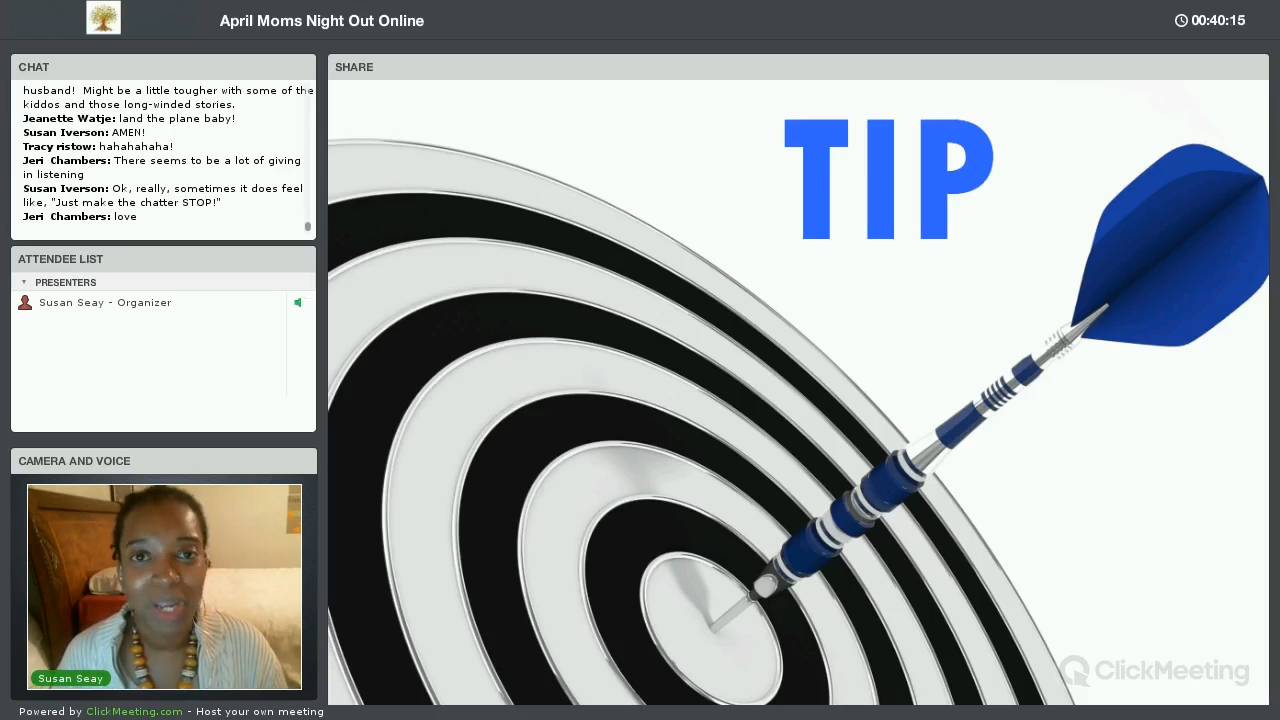 April Moms Night Out Online
00:40:15
CHAT
husband!  Might be a little tougher with some of the
kiddos and those long-winded stories.
Jeanette Watje: land the plane baby!
Susan Iverson: AMEN!
Tracy ristow: hahahahaha!
Jeri  Chambers: There seems to be a lot of giving
in listening
Susan Iverson: Ok, really, sometimes it does feel
like, "Just make the chatter STOP!"
Jeri  Chambers: love
ATTENDEE LIST
PRESENTERS
Susan Seay - Organizer
CAMERA AND VOICE
Susan Seay
Powered by ClickMeeting.com - Host your own meeting
SHARE
TIP
ClickMeeting